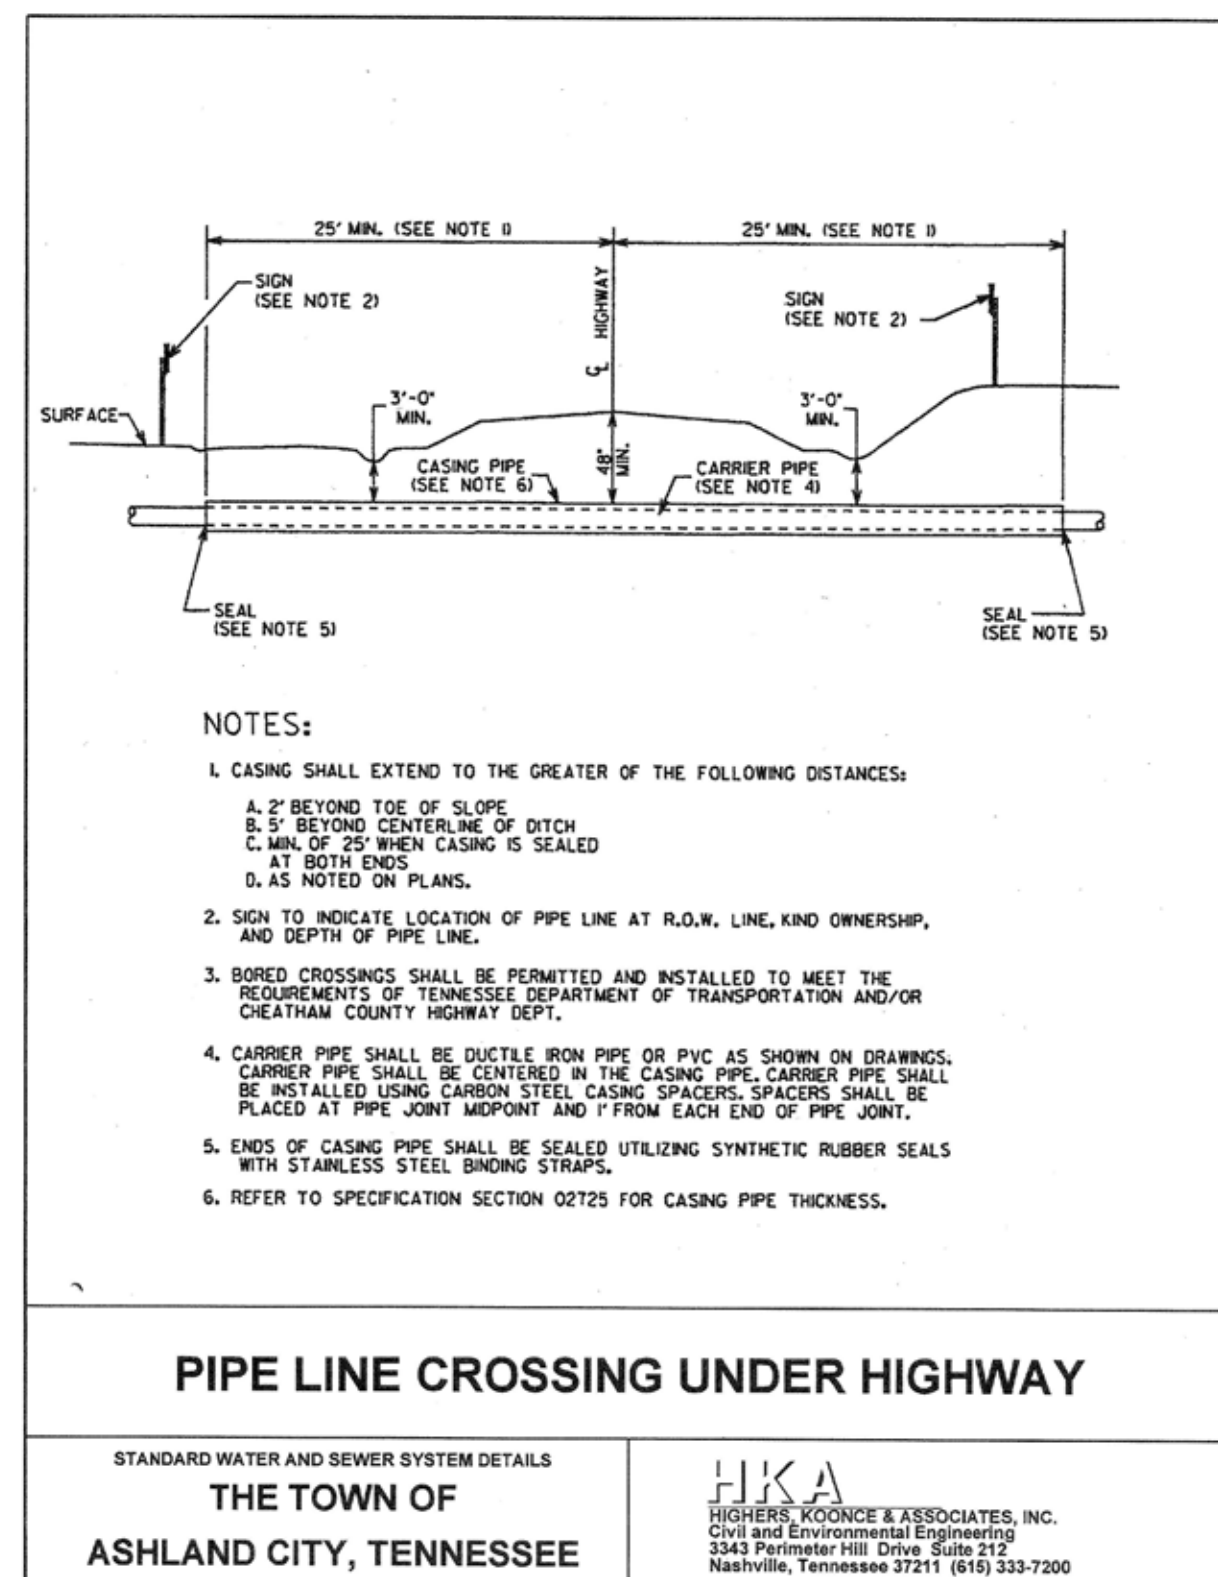 25' MIN. (SEE NOTE 1)
25' MIN. (SEE NOTE 1)
SIGN
(SEE NOTE 2)
℄ HIGHWAY
SIGN
(SEE NOTE 2)
SURFACE
3'-0"
MIN.
3'-0"
MIN.
48"
MIN.
CASING PIPE
(SEE NOTE 6)
CARRIER PIPE
(SEE NOTE 4)
SEAL
(SEE NOTE 5)
SEAL
(SEE NOTE 5)
NOTES:
1. CASING SHALL EXTEND TO THE GREATER OF THE FOLLOWING DISTANCES:
A. 2' BEYOND TOE OF SLOPE
B. 5' BEYOND CENTERLINE OF DITCH
C. MIN. OF 25' WHEN CASING IS SEALED
AT BOTH ENDS
D. AS NOTED ON PLANS.
2. SIGN TO INDICATE LOCATION OF PIPE LINE AT R.O.W. LINE, KIND OWNERSHIP,
AND DEPTH OF PIPE LINE.
3. BORED CROSSINGS SHALL BE PERMITTED AND INSTALLED TO MEET THE
REQUIREMENTS OF TENNESSEE DEPARTMENT OF TRANSPORTATION AND/OR
CHEATHAM COUNTY HIGHWAY DEPT.
4. CARRIER PIPE SHALL BE DUCTILE IRON PIPE OR PVC AS SHOWN ON DRAWINGS.
CARRIER PIPE SHALL BE CENTERED IN THE CASING PIPE. CARRIER PIPE SHALL
BE INSTALLED USING CARBON STEEL CASING SPACERS. SPACERS SHALL BE
PLACED AT PIPE JOINT MIDPOINT AND 1' FROM EACH END OF PIPE JOINT.
5. ENDS OF CASING PIPE SHALL BE SEALED UTILIZING SYNTHETIC RUBBER SEALS
WITH STAINLESS STEEL BINDING STRAPS.
6. REFER TO SPECIFICATION SECTION 02725 FOR CASING PIPE THICKNESS.
PIPE LINE CROSSING UNDER HIGHWAY
STANDARD WATER AND SEWER SYSTEM DETAILS
THE TOWN OF
ASHLAND CITY, TENNESSEE
HKA
HIGHERS, KOONCE & ASSOCIATES, INC.
Civil and Environmental Engineering
3343 Perimeter Hill Drive Suite 212
Nashville, Tennessee 37211 (615) 333-7200